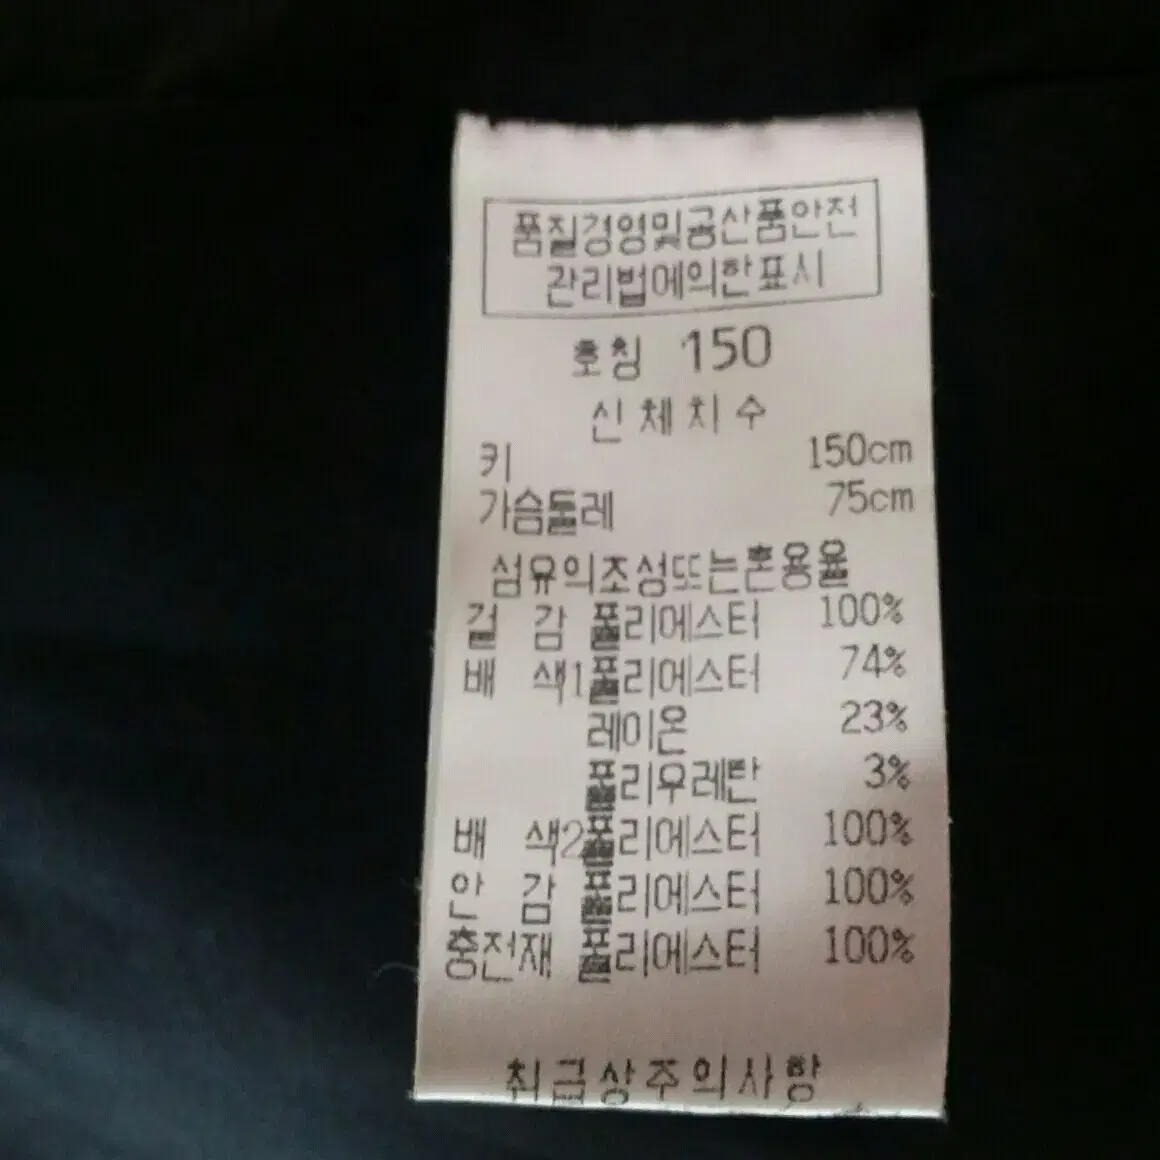 품질경영및공산품안전
관리법에의한표시
호칭 150
신체치수
키 150cm
가슴둘레 75cm
섬유의조성또는혼용율
겉 감 폴리에스터 100%
배 색1폴리에스터 74%
레이온 23%
폴리우레탄 3%
배 색2폴리에스터 100%
안 감 폴리에스터 100%
충전재 폴리에스터 100%
취급상주의사항